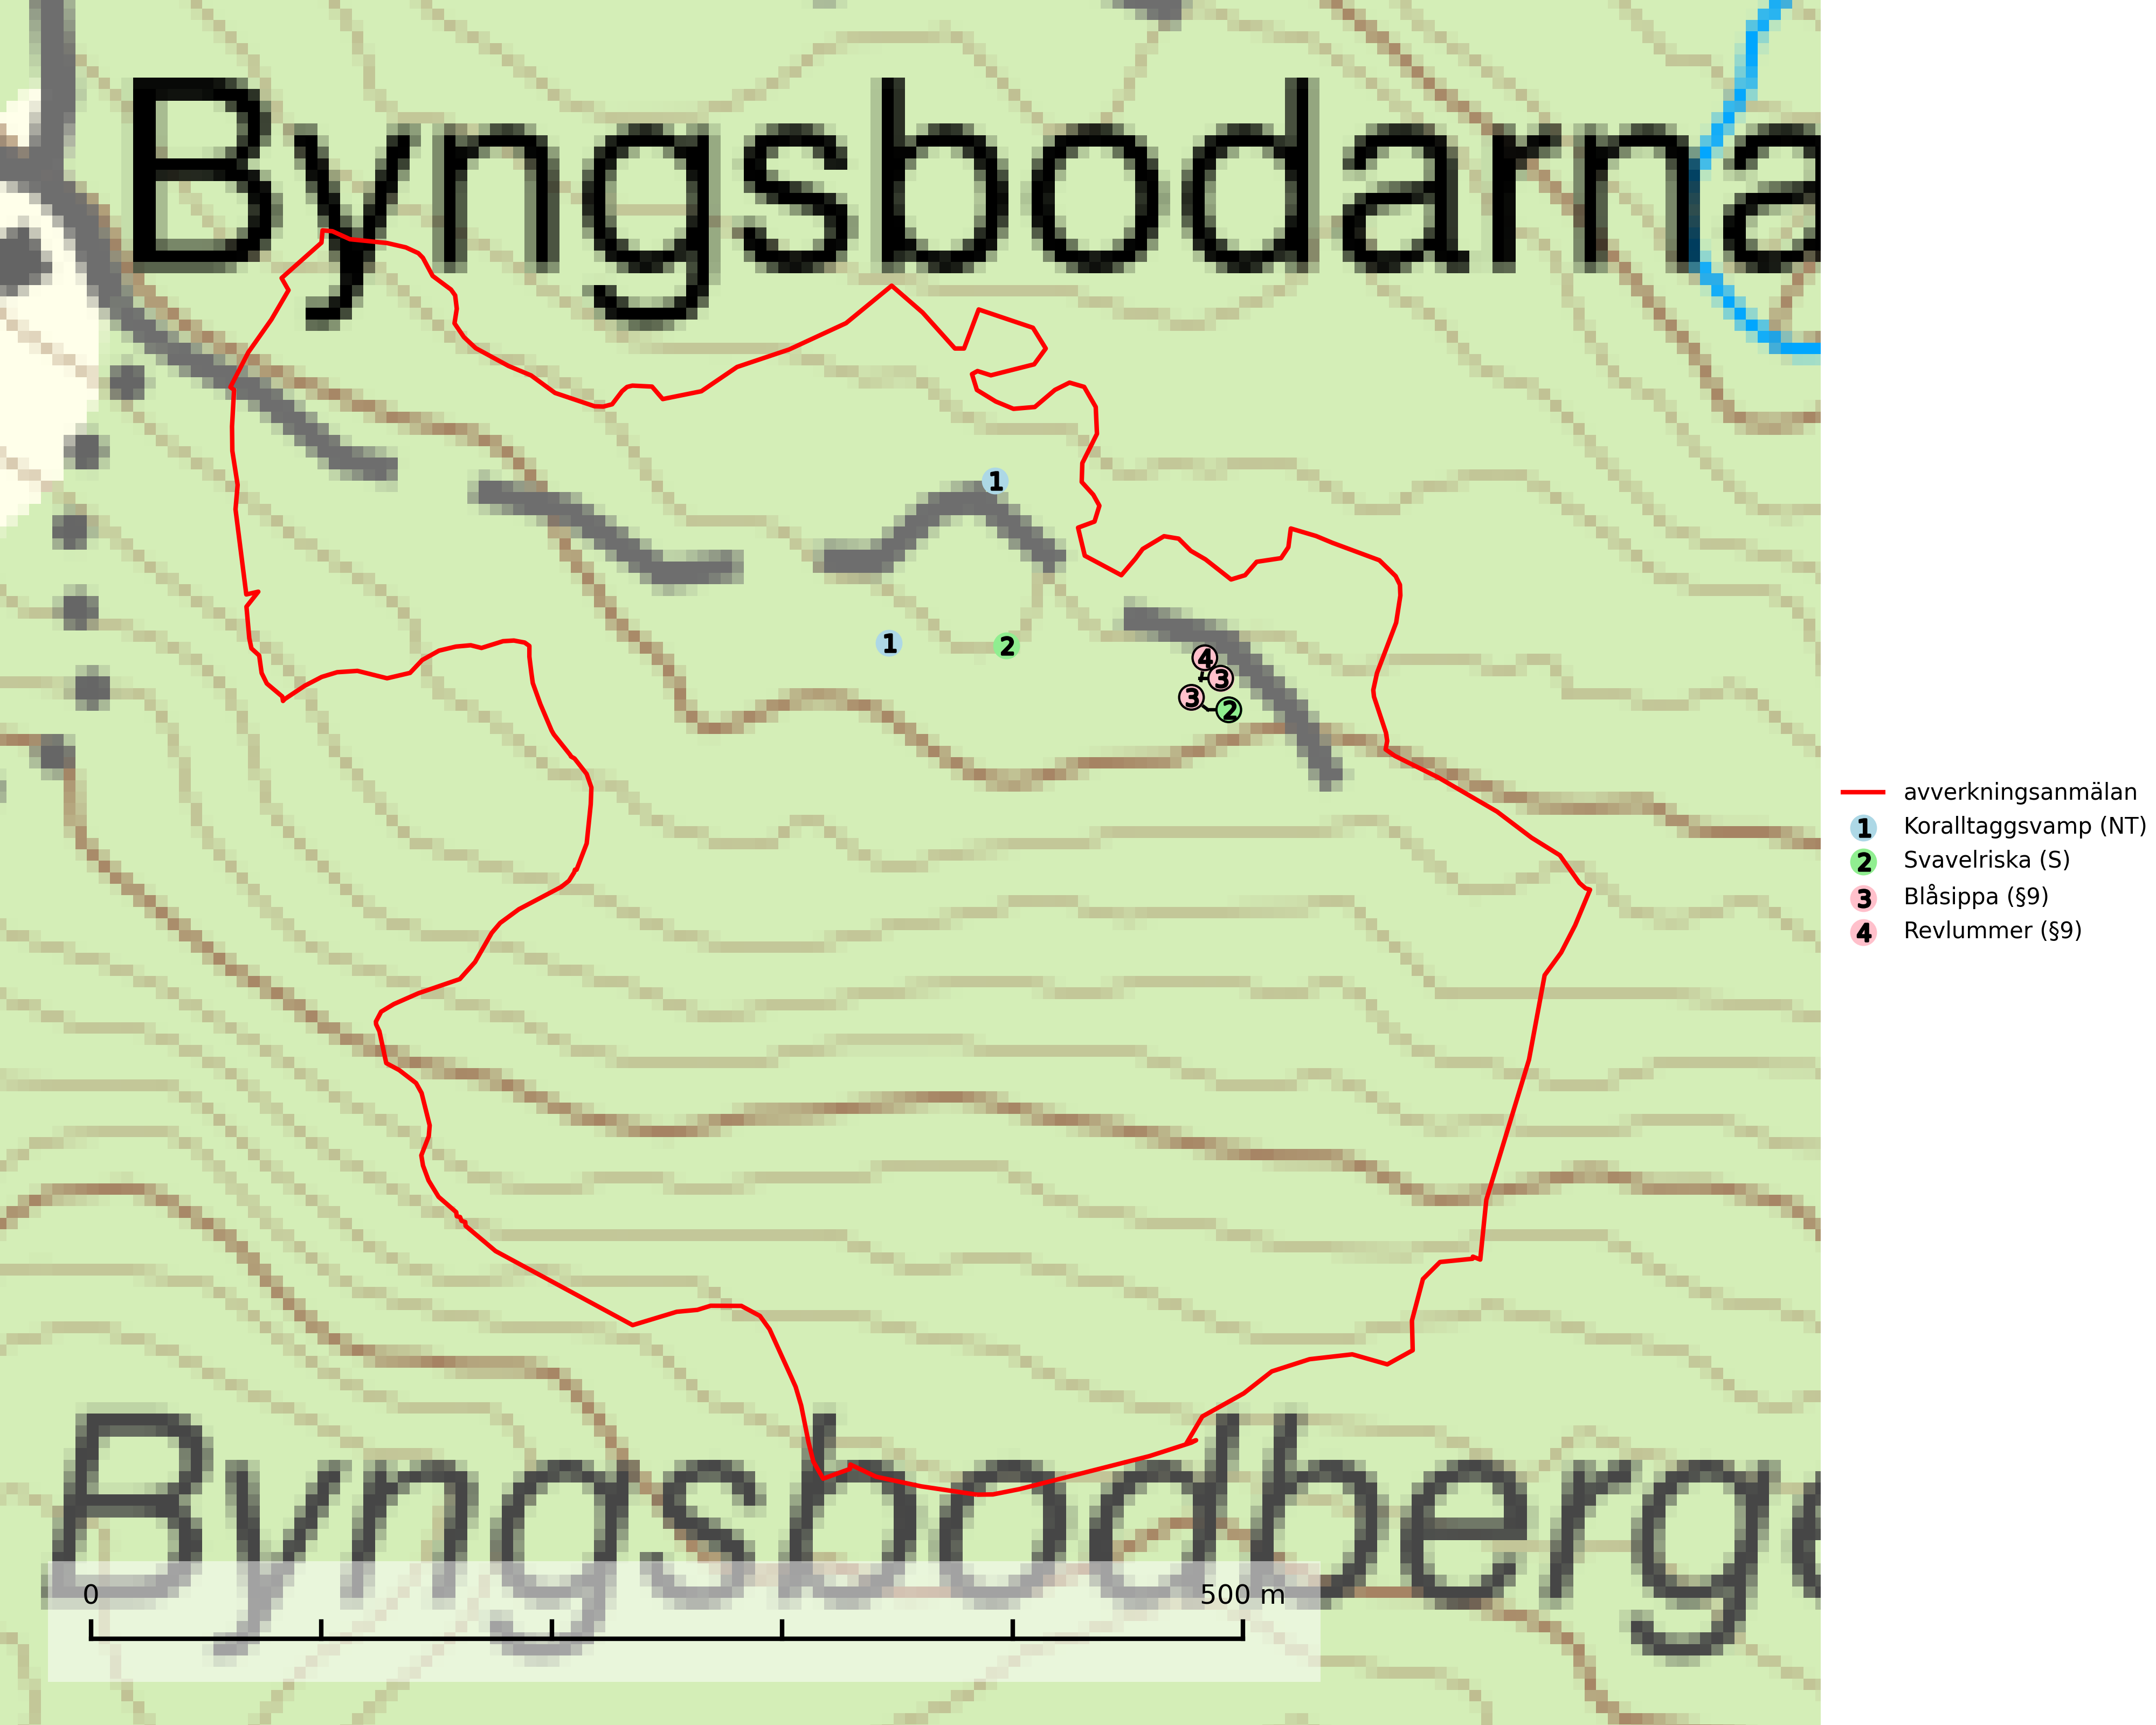 Byngsbodarna
1
1
2
4
3
3
2
avverkningsanmälan
1 Koralltaggsvamp (NT)
2 Svavelriska (S)
3 Blåsippa (§9)
4 Revlummer (§9)
Byngsbodberg
0 500 m